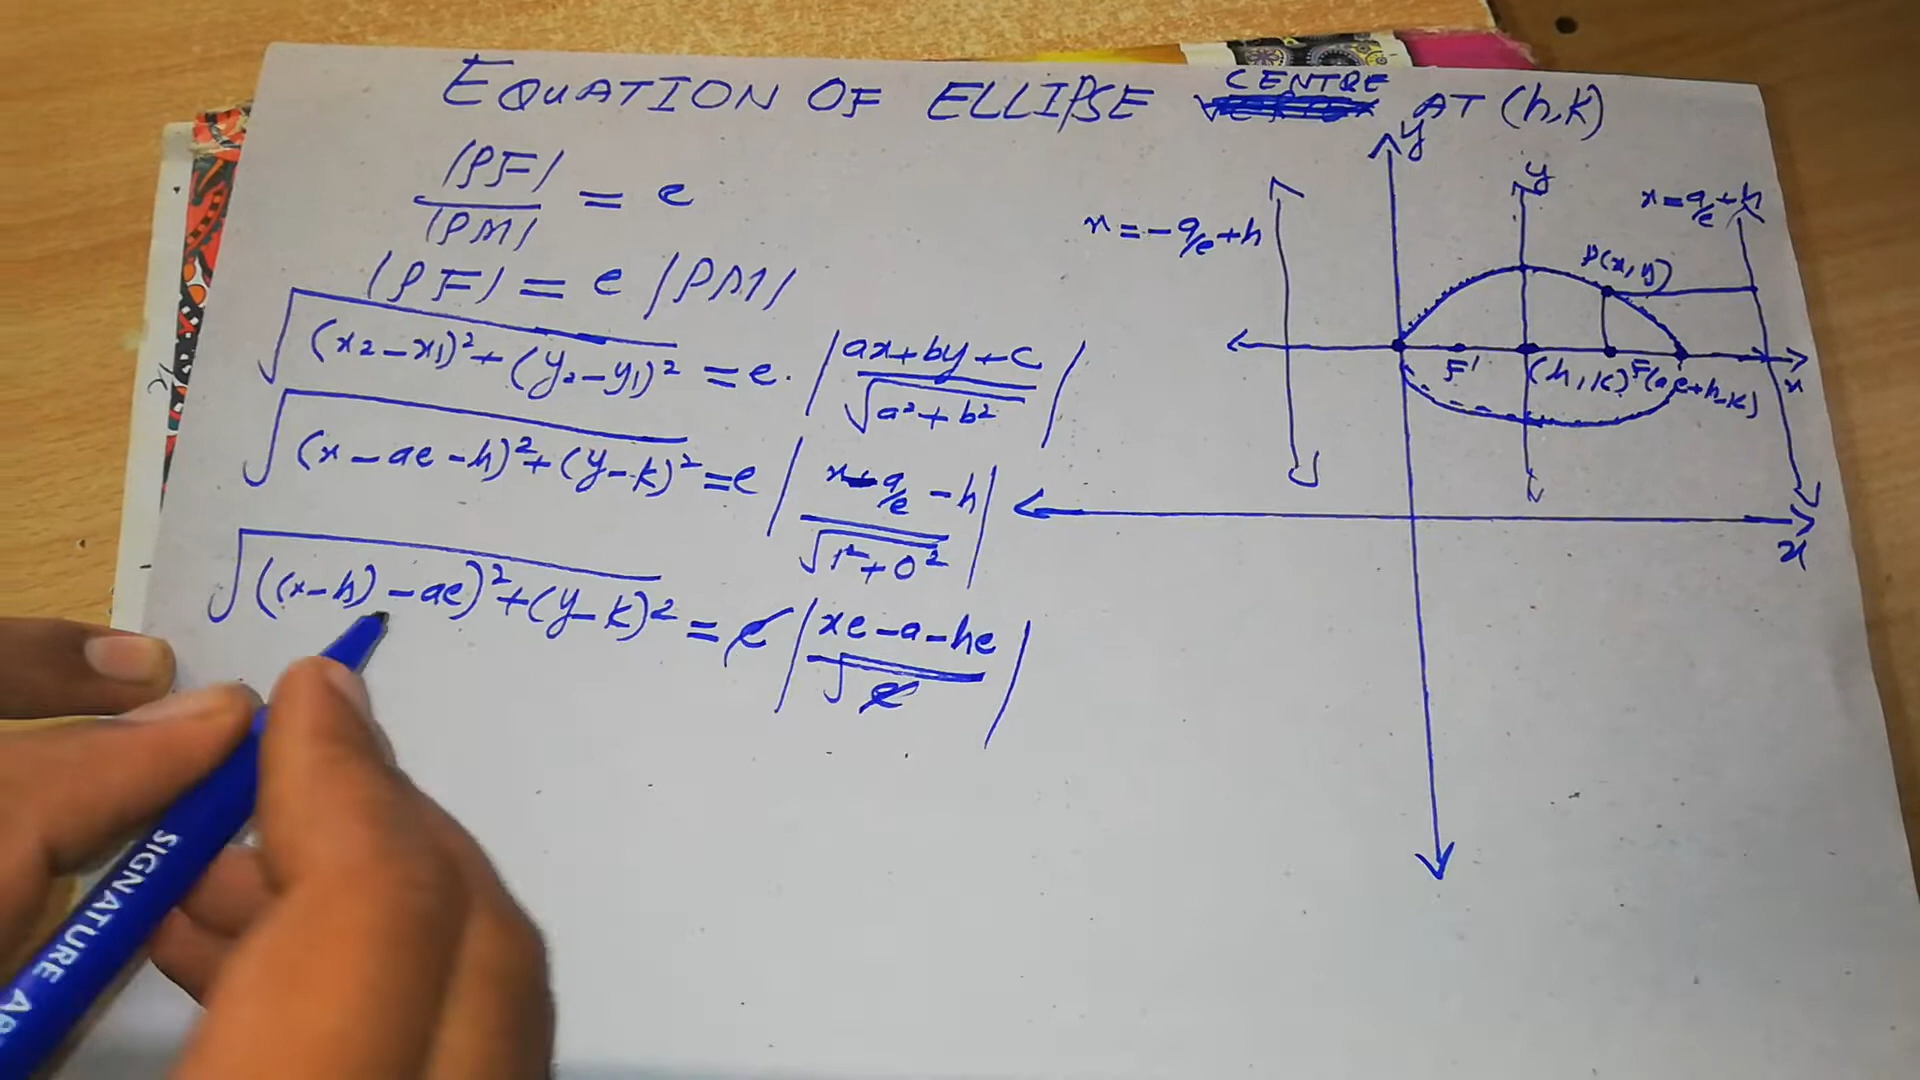 EQUATION OF ELLIPSE CENTRE AT (h,k)
|PF|/|PM| = e
|PF| = e |PM|
√((x2-x1)²+(y2-y1)²) = e. |(ax+by+c)/√(a²+b²)|
√((x-ae-h)²+(y-k)²) = e |(x-a/e-h)/√(1²+0²)|
√(((x-h)-ae)²+(y-k)²) = e |(xe-a-he)/√e|
y
y
x=-a/e+h
x=a/e+h
P(x,y)
F'
(h,k)
F(ae+h,k)
x
x
SIGNATURE